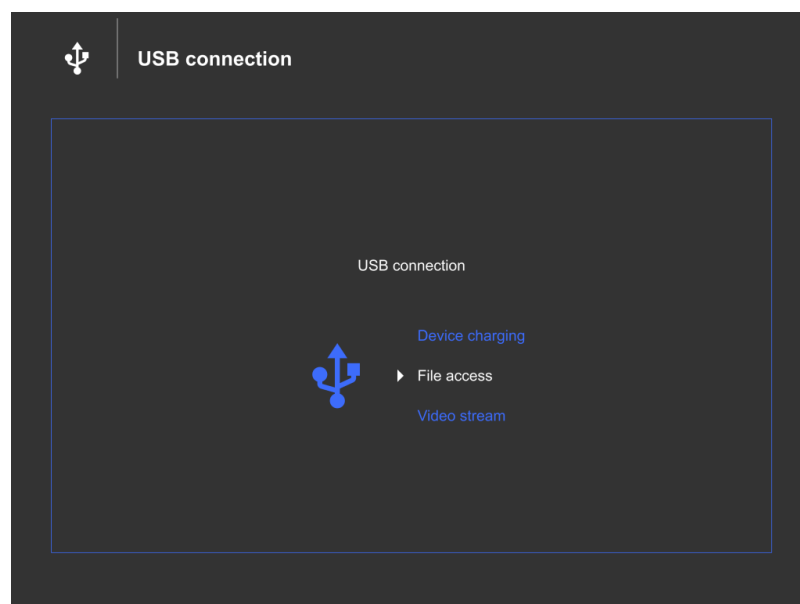 USB connection
USB connection
Device charging
File access
Video stream